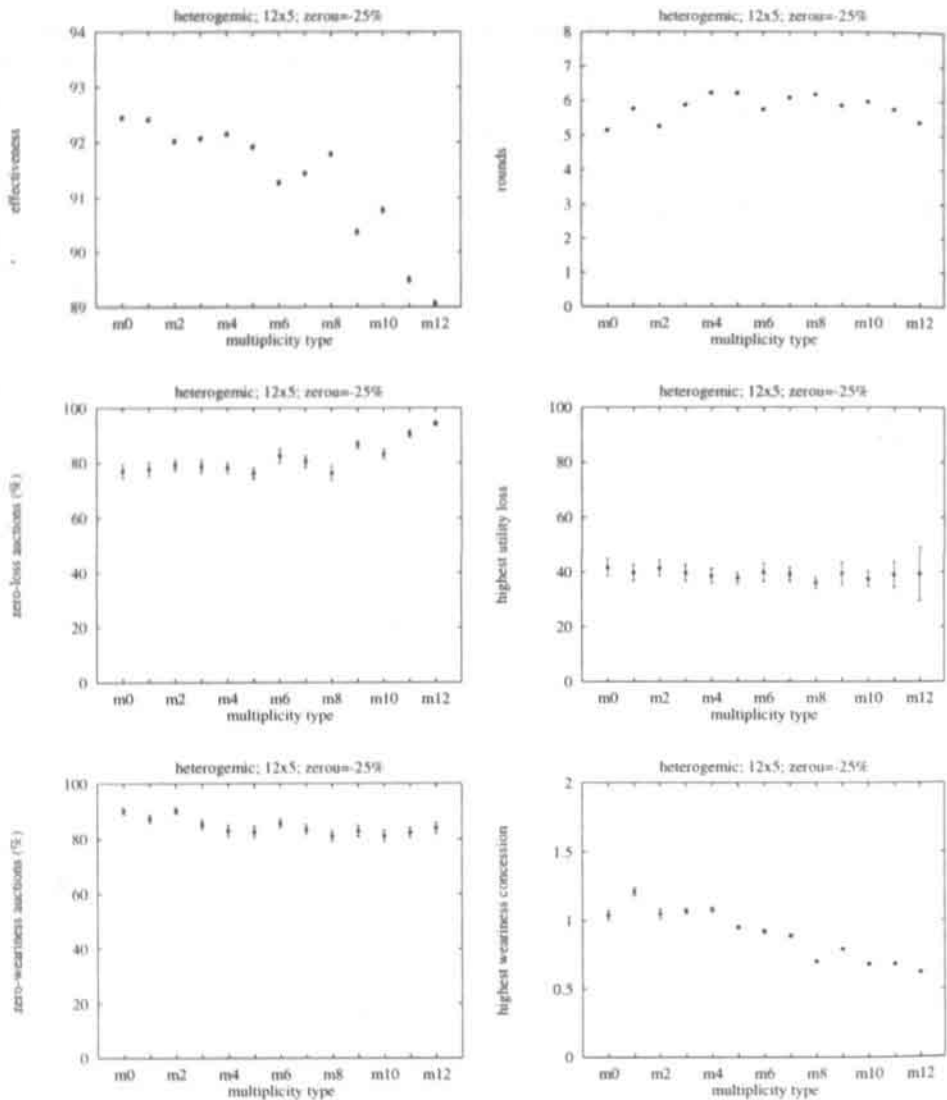 heterogemic; 12x5; zerou=-25%
94
93
92
91
90
89
effectiveness
m0 m2 m4 m6 m8 m10 m12
multiplicity type
heterogemic; 12x5; zerou=-25%
8
7
6
5
4
3
2
1
0
rounds
m0 m2 m4 m6 m8 m10 m12
multiplicity type
heterogemic; 12x5; zerou=-25%
100
80
60
40
20
0
zero-loss auctions (%)
m0 m2 m4 m6 m8 m10 m12
multiplicity type
heterogemic; 12x5; zerou=-25%
100
80
60
40
20
0
highest utility loss
m0 m2 m4 m6 m8 m10 m12
multiplicity type
heterogemic; 12x5; zerou=-25%
100
80
60
40
20
0
zero-weariness auctions (%)
m0 m2 m4 m6 m8 m10 m12
multiplicity type
heterogemic; 12x5; zerou=-25%
2
1.5
1
0.5
0
highest weariness concession
m0 m2 m4 m6 m8 m10 m12
multiplicity type